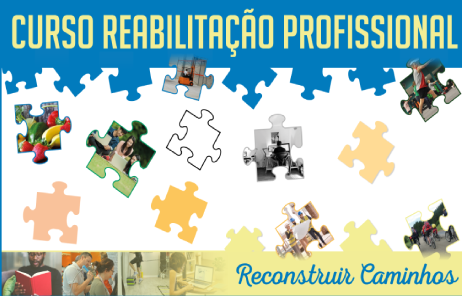 CURSO REABILITAÇÃO PROFISSIONAL
Reconstruir Caminhos